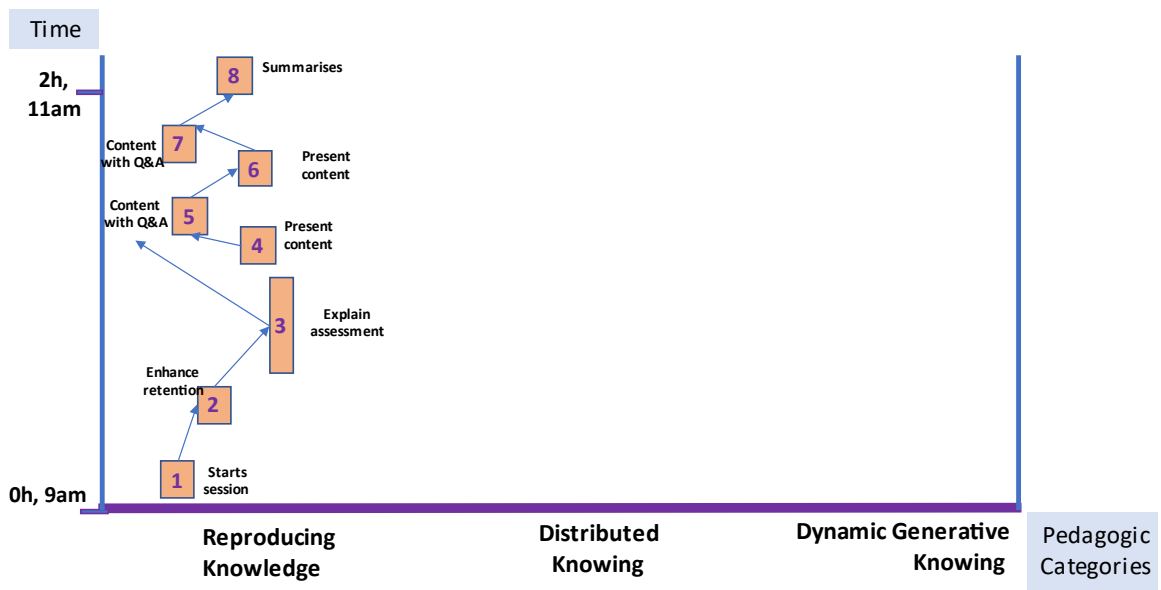 Time
2h,
11am
8
Summarises
7
Content
with Q&A
6
Present
content
5
Content
with Q&A
4
Present
content
3
Explain
assessment
Enhance
retention
2
1
Starts
session
0h, 9am
Reproducing
Knowledge
Distributed
Knowing
Dynamic Generative
Knowing
Pedagogic
Categories